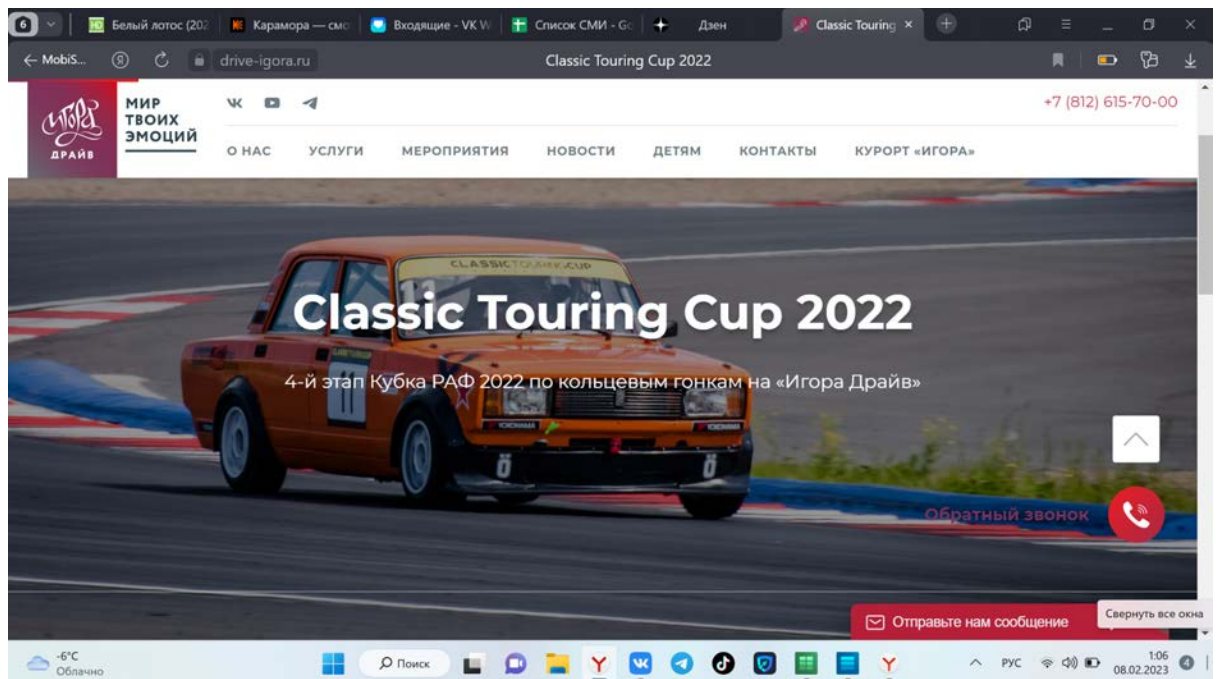 6
Белый лотос (202
Карамора — смо
Входящие - VK W
Список СМИ - Go
Дзен
Classic Touring
← MobiS...
drive-igora.ru
Classic Touring Cup 2022
ИГОРА
ДРАЙВ
МИР
ТВОИХ
ЭМОЦИЙ
+7 (812) 615-70-00
О НАС УСЛУГИ МЕРОПРИЯТИЯ НОВОСТИ ДЕТЯМ КОНТАКТЫ КУРОРТ «ИГОРА»
Classic Touring Cup 2022
4-й этап Кубка РАФ 2022 по кольцевым гонкам на «Игора Драйв»
11
YOKOHAMA
Ö Ö
Обратный звонок
Отправьте нам сообщение
Свернуть все окна
-6°C
Облачно
Поиск
РУС
1:06
08.02.2023
4